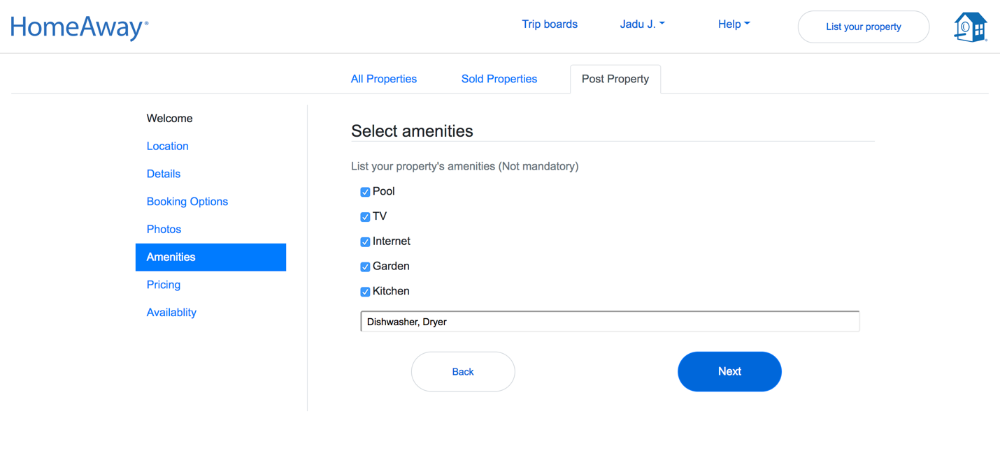 HomeAway®
Trip boards
Jadu J.
Help
List your property
All Properties
Sold Properties
Post Property
Welcome
Location
Details
Booking Options
Photos
Amenities
Pricing
Availablity
Select amenities
List your property's amenities (Not mandatory)
Pool
TV
Internet
Garden
Kitchen
Dishwasher, Dryer
Back
Next